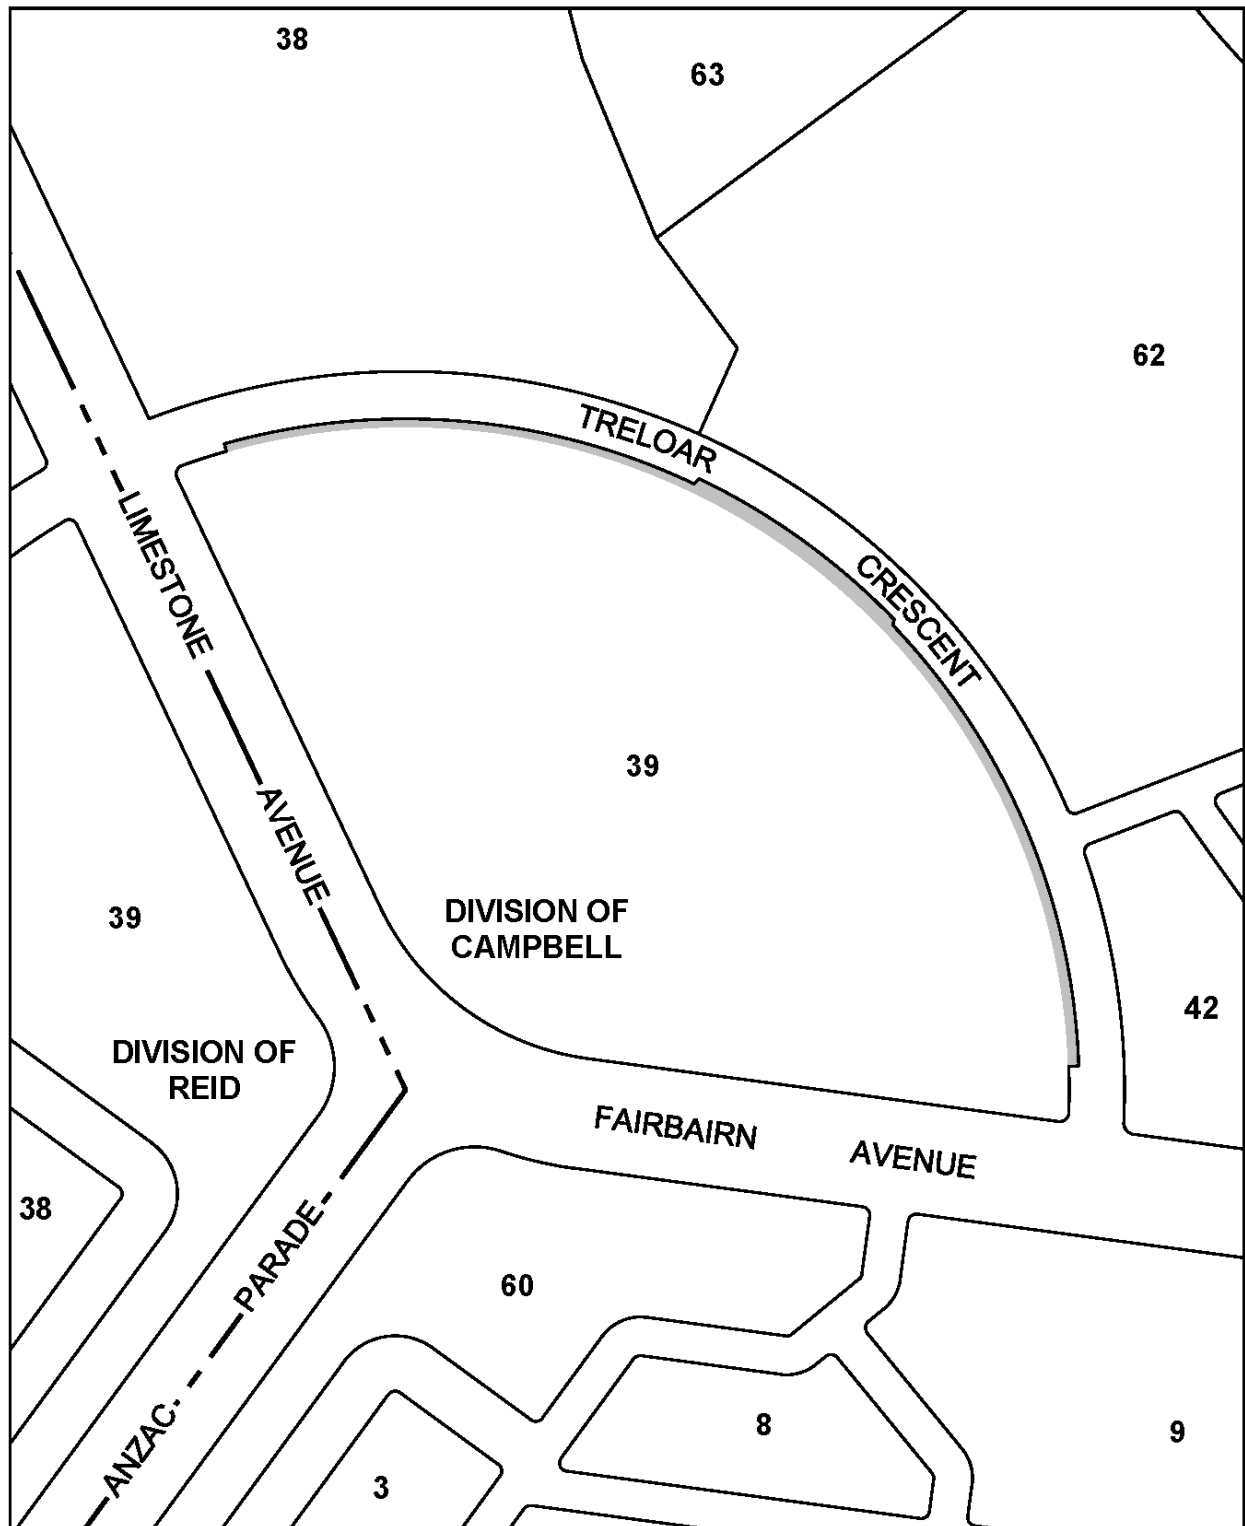 38
63
62
TRELOAR
CRESCENT
LIMESTONE
AVENUE
39
39
DIVISION OF
CAMPBELL
42
DIVISION OF
REID
FAIRBAIRN AVENUE
38
PARADE
60
ANZAC
8
9
3